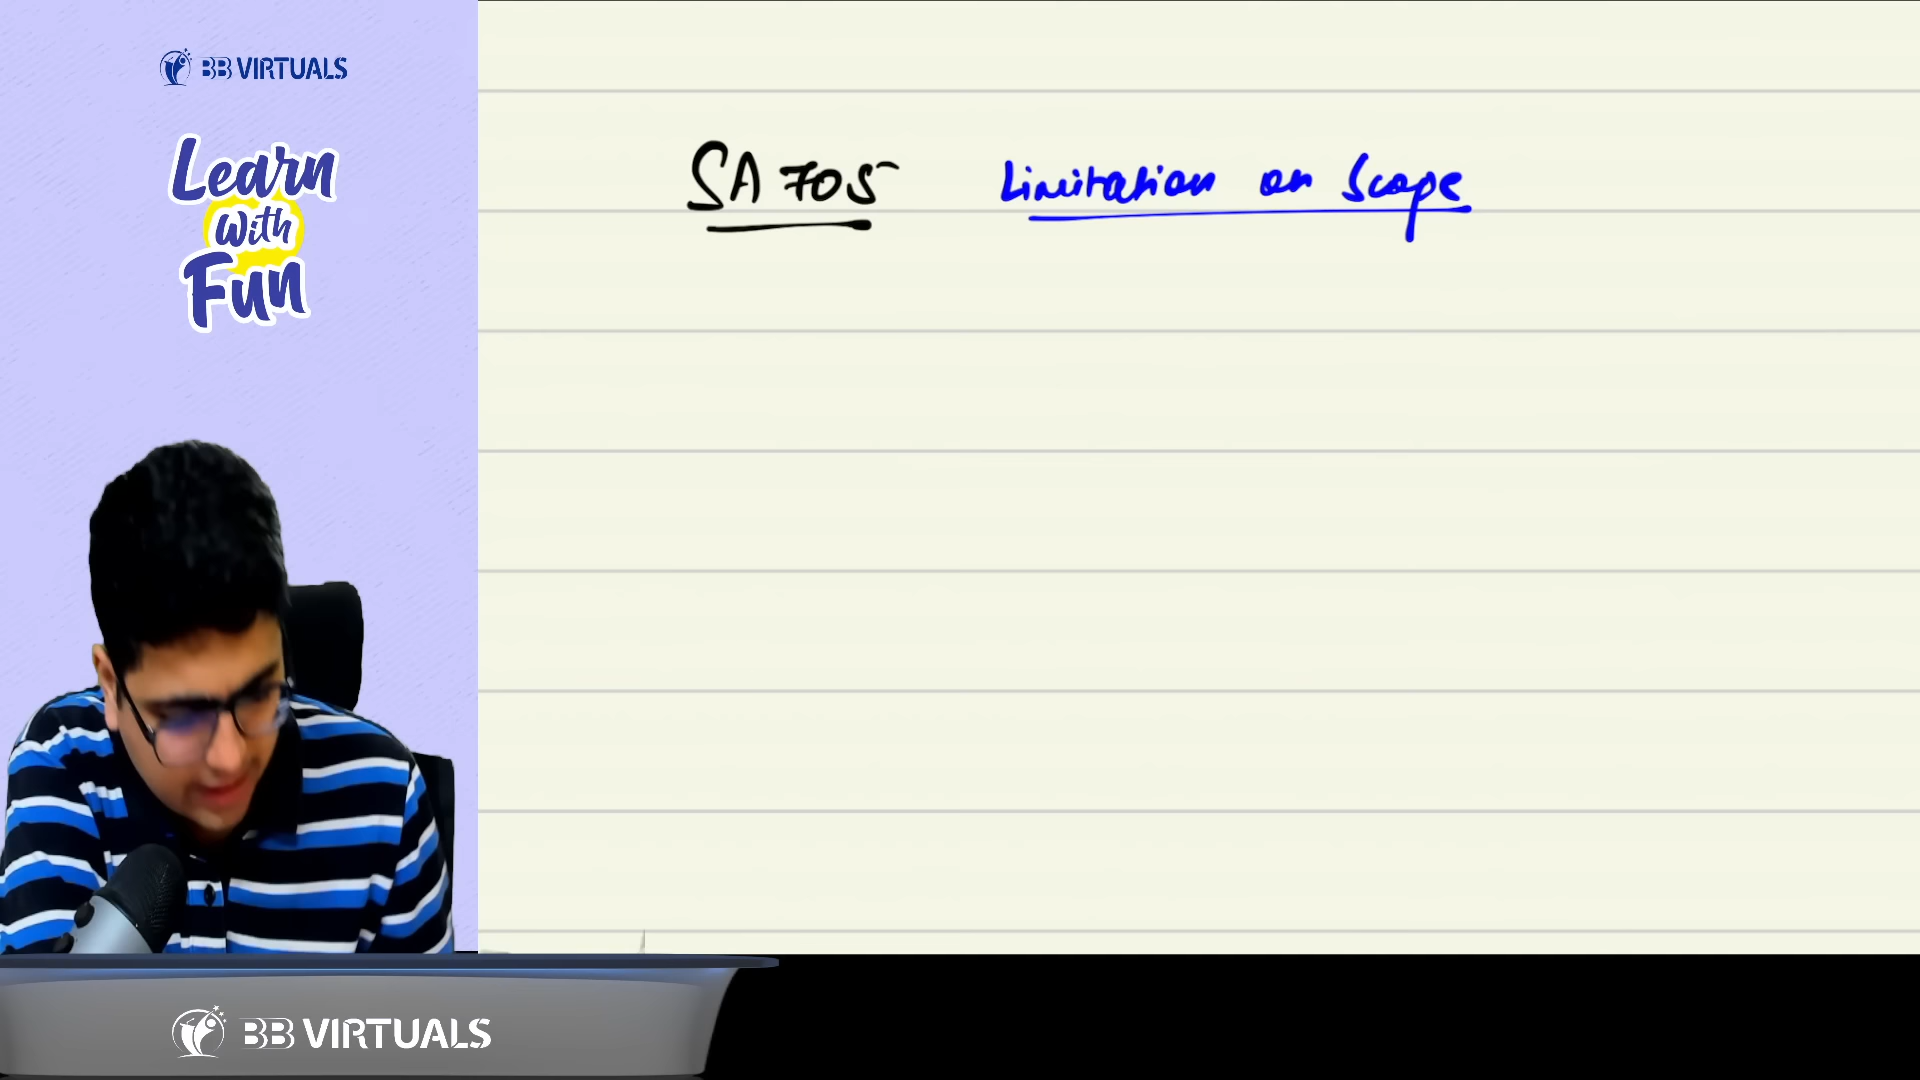 BB VIRTUALS
Learn
With
Fun
SA 705 Limitation on Scope
BB VIRTUALS